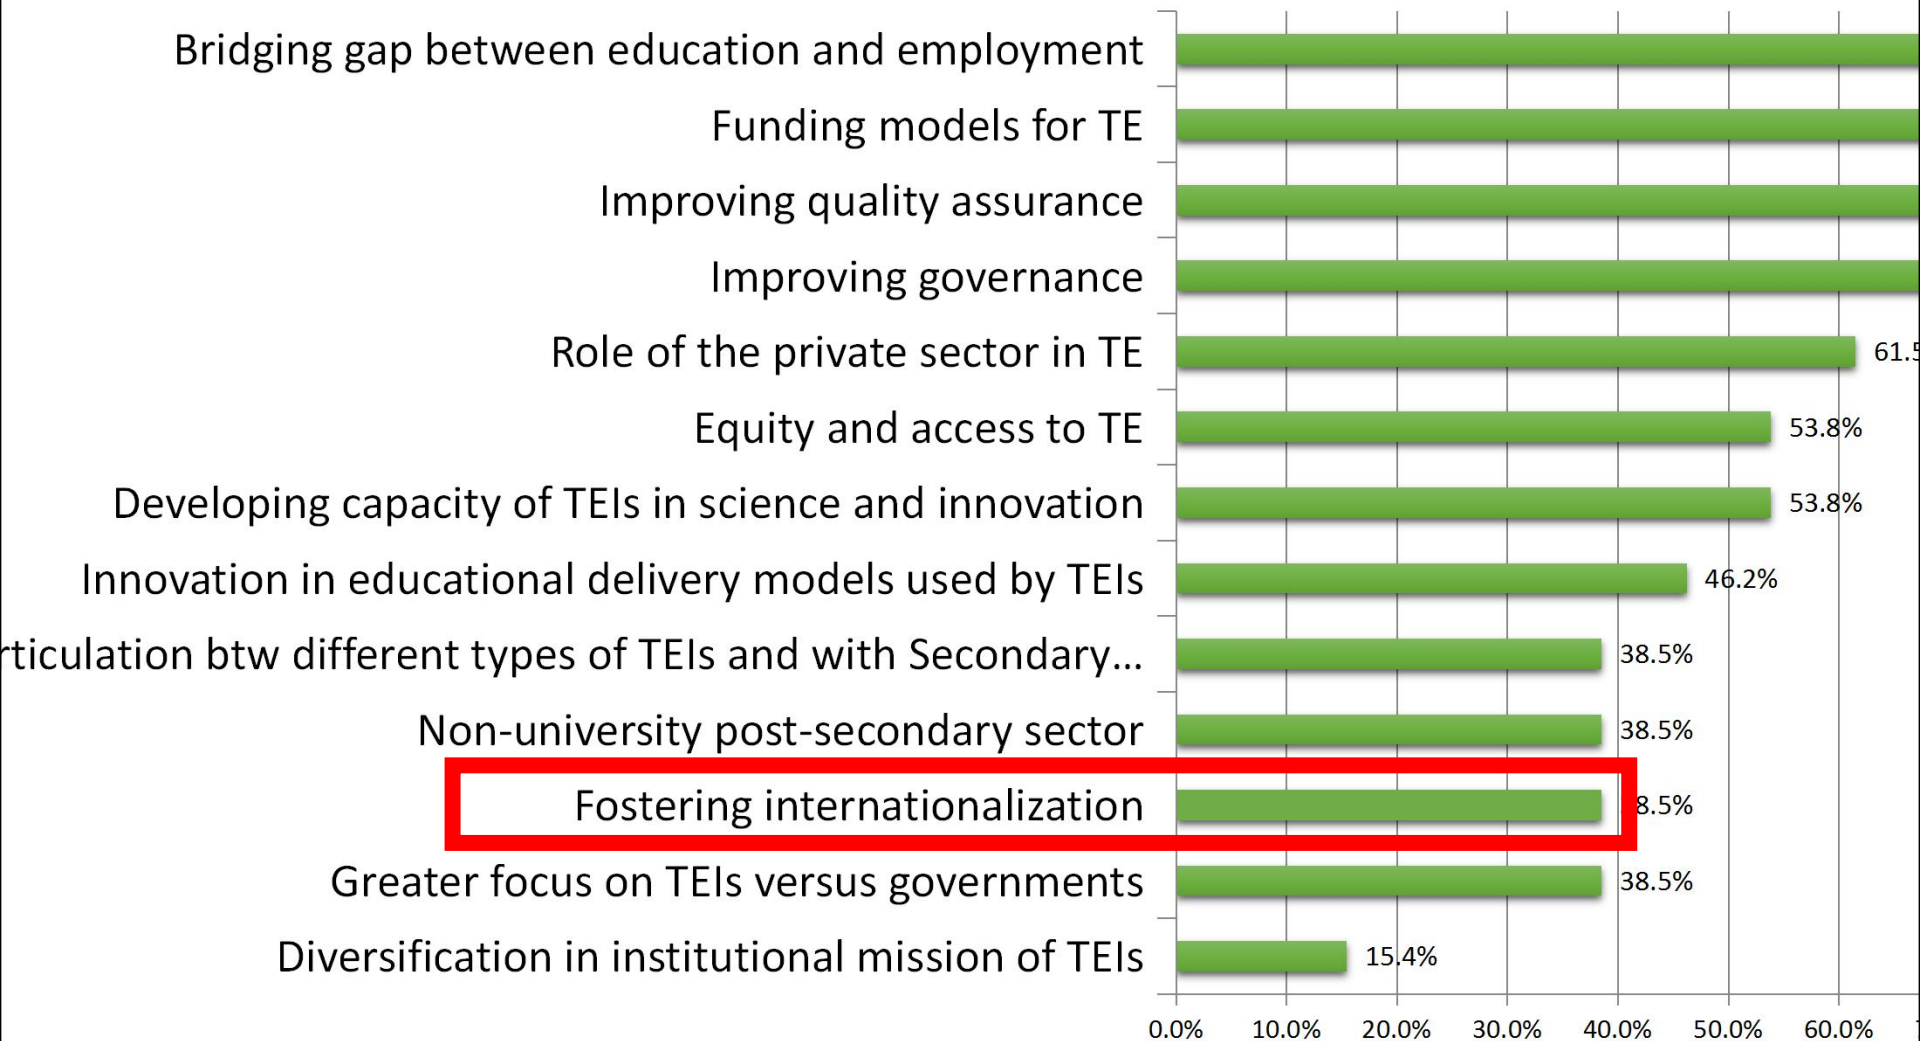 Bridging gap between education and employment
Funding models for TE
Improving quality assurance
Improving governance
Role of the private sector in TE 61.5
Equity and access to TE 53.8%
Developing capacity of TEIs in science and innovation 53.8%
Innovation in educational delivery models used by TEIs 46.2%
rticulation btw different types of TEIs and with Secondary... 38.5%
Non-university post-secondary sector 38.5%
Fostering internationalization 8.5%
Greater focus on TEIs versus governments 38.5%
Diversification in institutional mission of TEIs 15.4%
0.0% 10.0% 20.0% 30.0% 40.0% 50.0% 60.0%